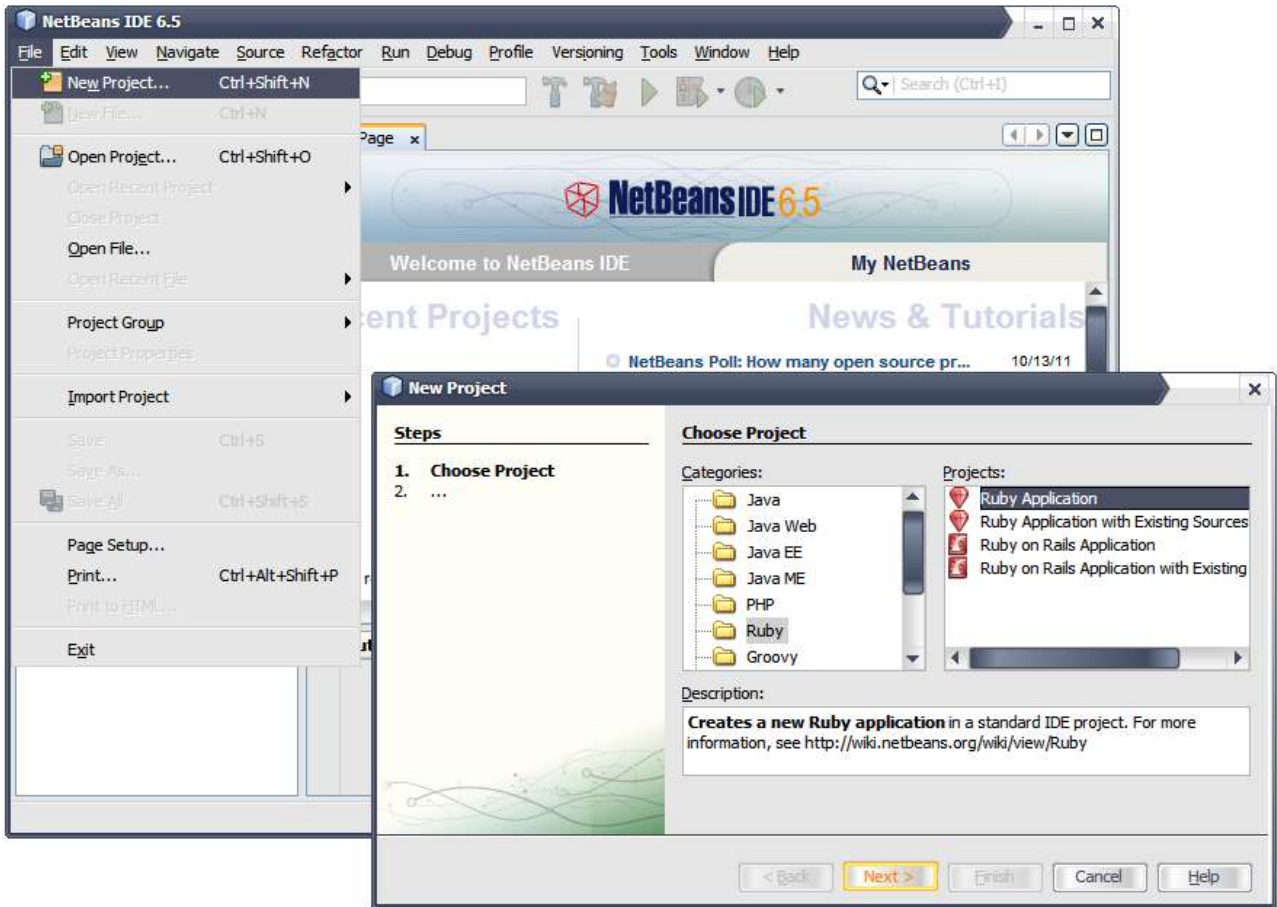 NetBeans IDE 6.5
File Edit View Navigate Source Refactor Run Debug Profile Versioning Tools Window Help
New Project... Ctrl+Shift+N
New File... Ctrl+N
Search (Ctrl+I)
Page x
Open Project... Ctrl+Shift+O
Open Recent Project
Close Project
Open File...
Open Recent File
Project Group
Project Properties
Import Project
Save Ctrl+S
Save As...
Save All Ctrl+Shift+S
Page Setup...
Print... Ctrl+Alt+Shift+P
Print to HTML...
Exit
NetBeans IDE 6.5
Welcome to NetBeans IDE My NetBeans
ent Projects News & Tutorials
NetBeans Poll: How many open source pr... 10/13/11
New Project
Steps
1. Choose Project
2. ...
Choose Project
Categories:
Java
Java Web
Java EE
Java ME
PHP
Ruby
Groovy
Projects:
Ruby Application
Ruby Application with Existing Sources
Ruby on Rails Application
Ruby on Rails Application with Existing
Description:
Creates a new Ruby application in a standard IDE project. For more
information, see http://wiki.netbeans.org/wiki/view/Ruby
< Back Next > Finish Cancel Help